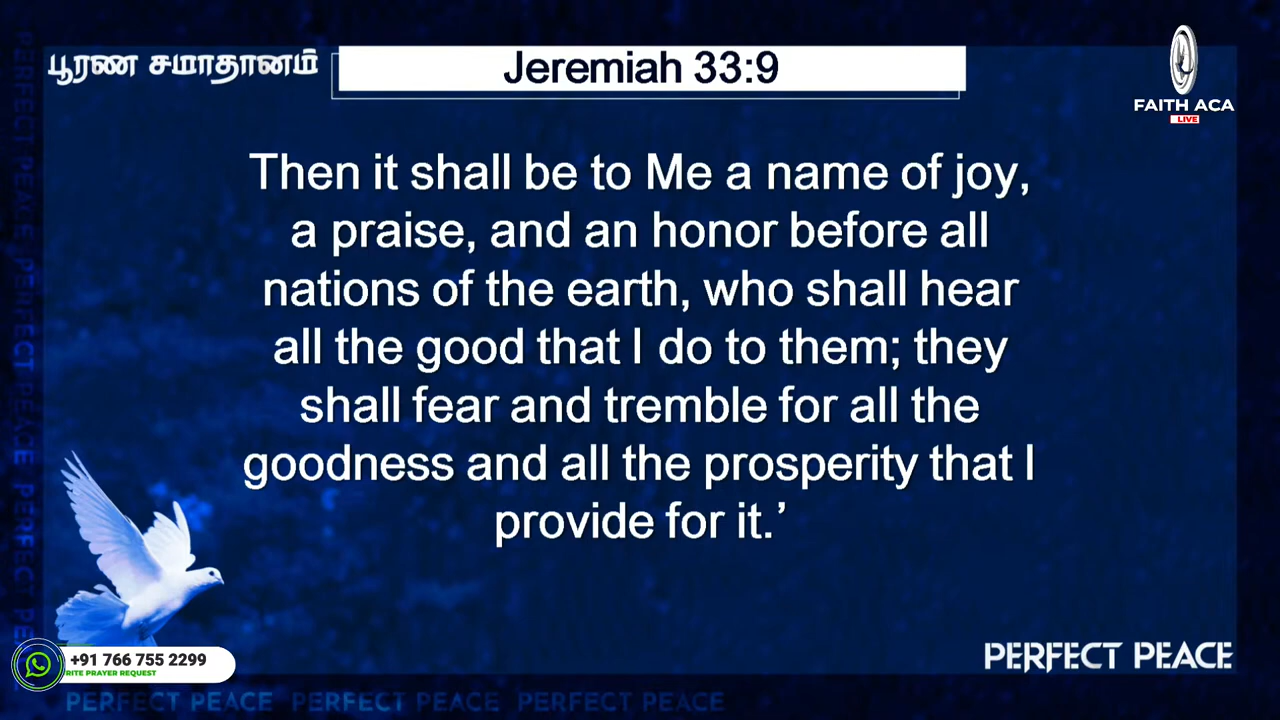 பூரண சமாதானம்
Jeremiah 33:9
FAITH ACA
LIVE
Then it shall be to Me a name of joy,
a praise, and an honor before all
nations of the earth, who shall hear
all the good that I do to them; they
shall fear and tremble for all the
goodness and all the prosperity that I
provide for it.’
+91 766 755 2299
RITE PRAYER REQUEST
PERFECT PEACE
PERFECT PEACE PERFECT PEACE PERFECT PEACE